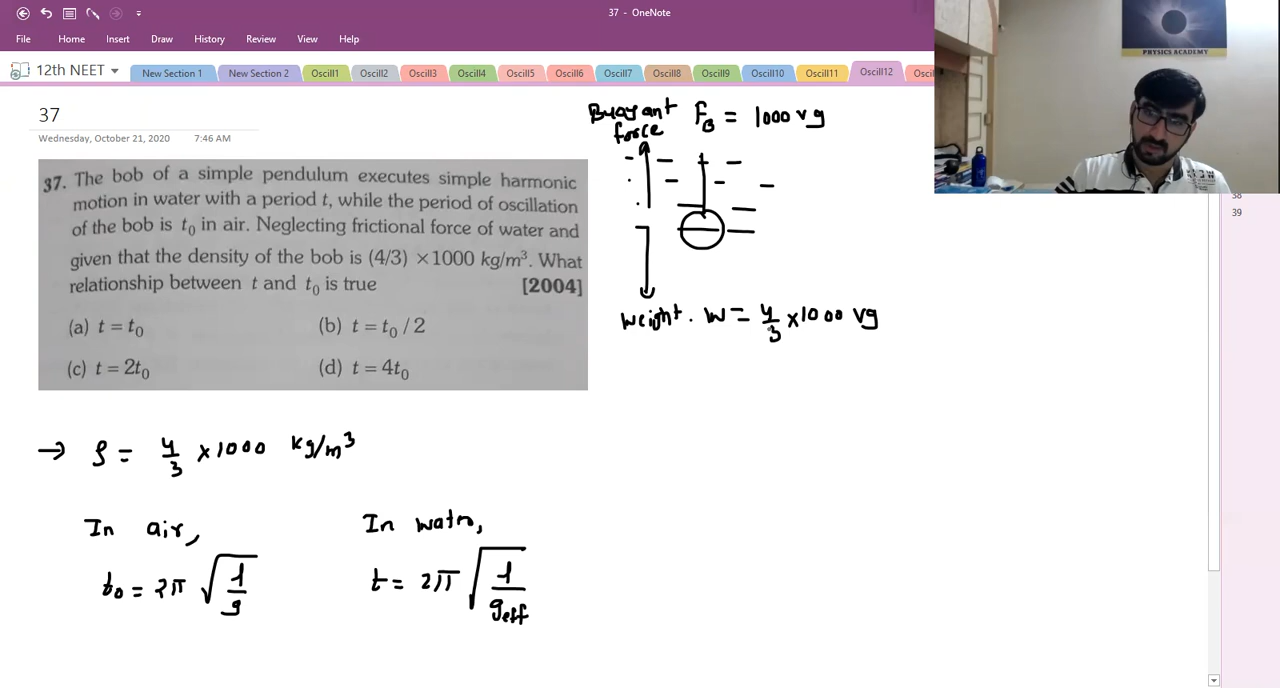 37 - OneNote
File Home Insert Draw History Review View Help
12th NEET New Section 1 New Section 2 Oscill1 Oscill2 Oscill3 Oscill4 Oscill5 Oscill6 Oscill7 Oscill8 Oscill9 Oscill10 Oscill11 Oscill12 Oscil
PHYSICS ACADEMY
37
Wednesday, October 21, 2020 7:46 AM
37. The bob of a simple pendulum executes simple harmonic
motion in water with a period t, while the period of oscillation
of the bob is t₀ in air. Neglecting frictional force of water and
given that the density of the bob is (4/3) ×1000 kg/m³. What
relationship between t and t₀ is true [2004]
(a) t = t₀ (b) t = t₀ / 2
(c) t = 2t₀ (d) t = 4t₀
Buoyant force F_B = 1000 vg
Weight. W = 4/3 × 1000 vg
→ ρ = 4/3 × 1000 kg/m³
In air, In water,
t₀ = 2π √(l/g) t = 2π √(l/g_eff)
38
39